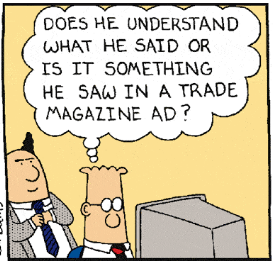 DOES HE UNDERSTAND
WHAT HE SAID OR
IS IT SOMETHING
HE SAW IN A TRADE
MAGAZINE AD?